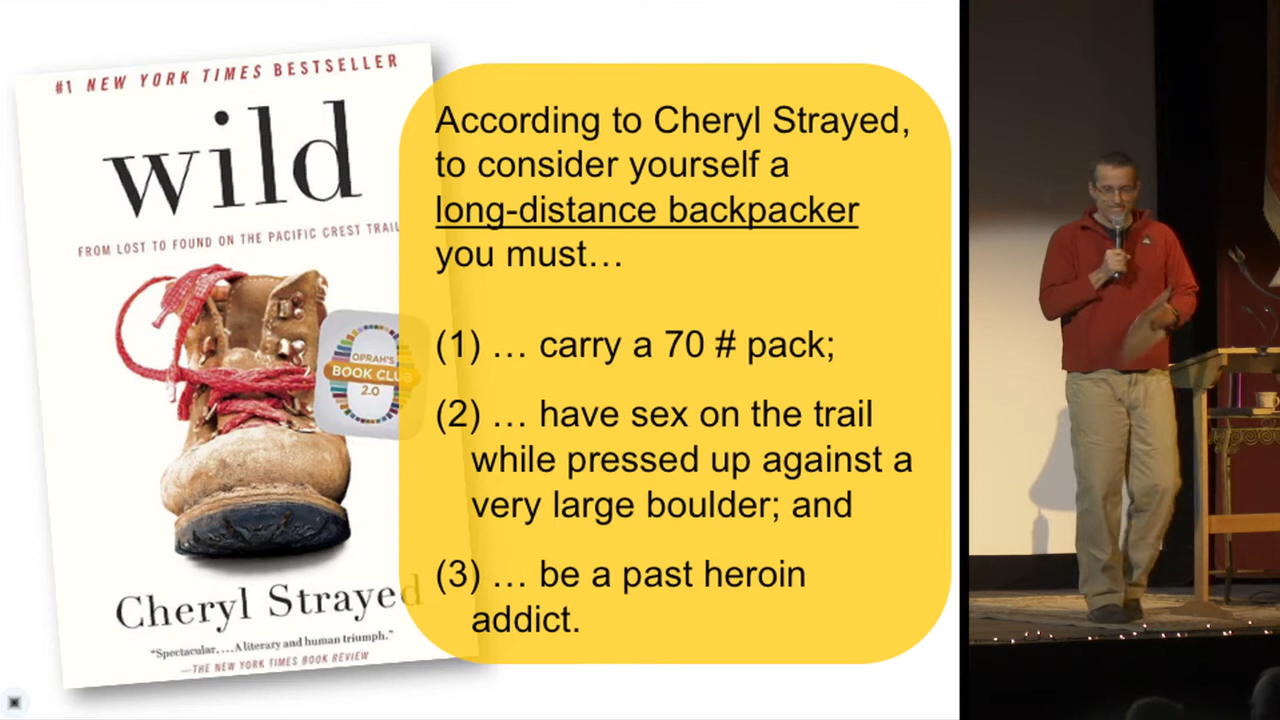 #1 NEW YORK TIMES BESTSELLER
wild
FROM LOST TO FOUND ON THE PACIFIC CREST TRAIL
OPRAH'S
BOOK CLUB
2.0
Cheryl Strayed
"Spectacular....A literary and human triumph."
—THE NEW YORK TIMES BOOK REVIEW
According to Cheryl Strayed,
to consider yourself a
long-distance backpacker
you must…
(1) … carry a 70 # pack;
(2) … have sex on the trail
while pressed up against a
very large boulder; and
(3) … be a past heroin
addict.